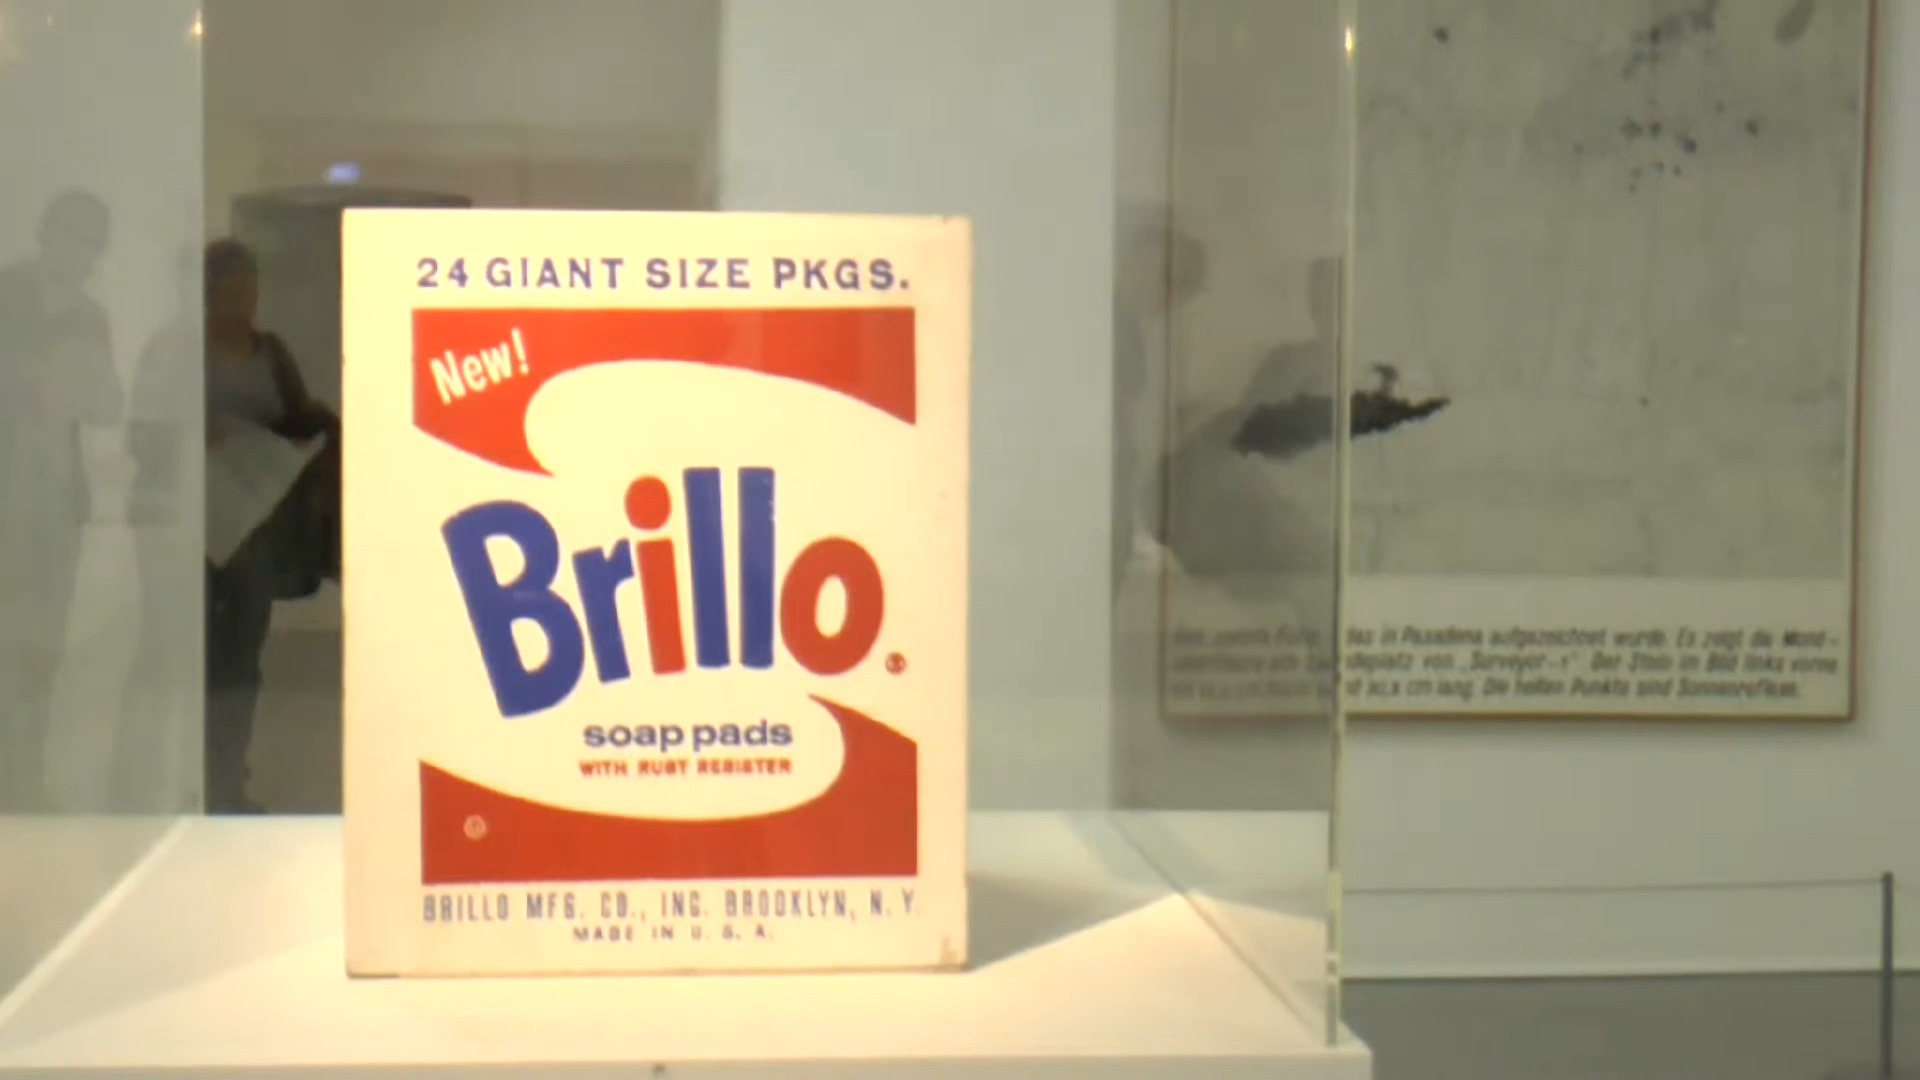 24 GIANT SIZE PKGS.
New!
Brillo
soap pads
WITH RUST RESISTER
BRILLO MFG. CO., INC. BROOKLYN, N. Y.
MADE IN U. S. A.
das in Pasadena aufgezeichnet wurde. Es zeigt die Mond-
von „Surveyor-1". Der Stein im Bild links vorne
cm lang. Die hellen Punkte sind Sonnenreflexe.